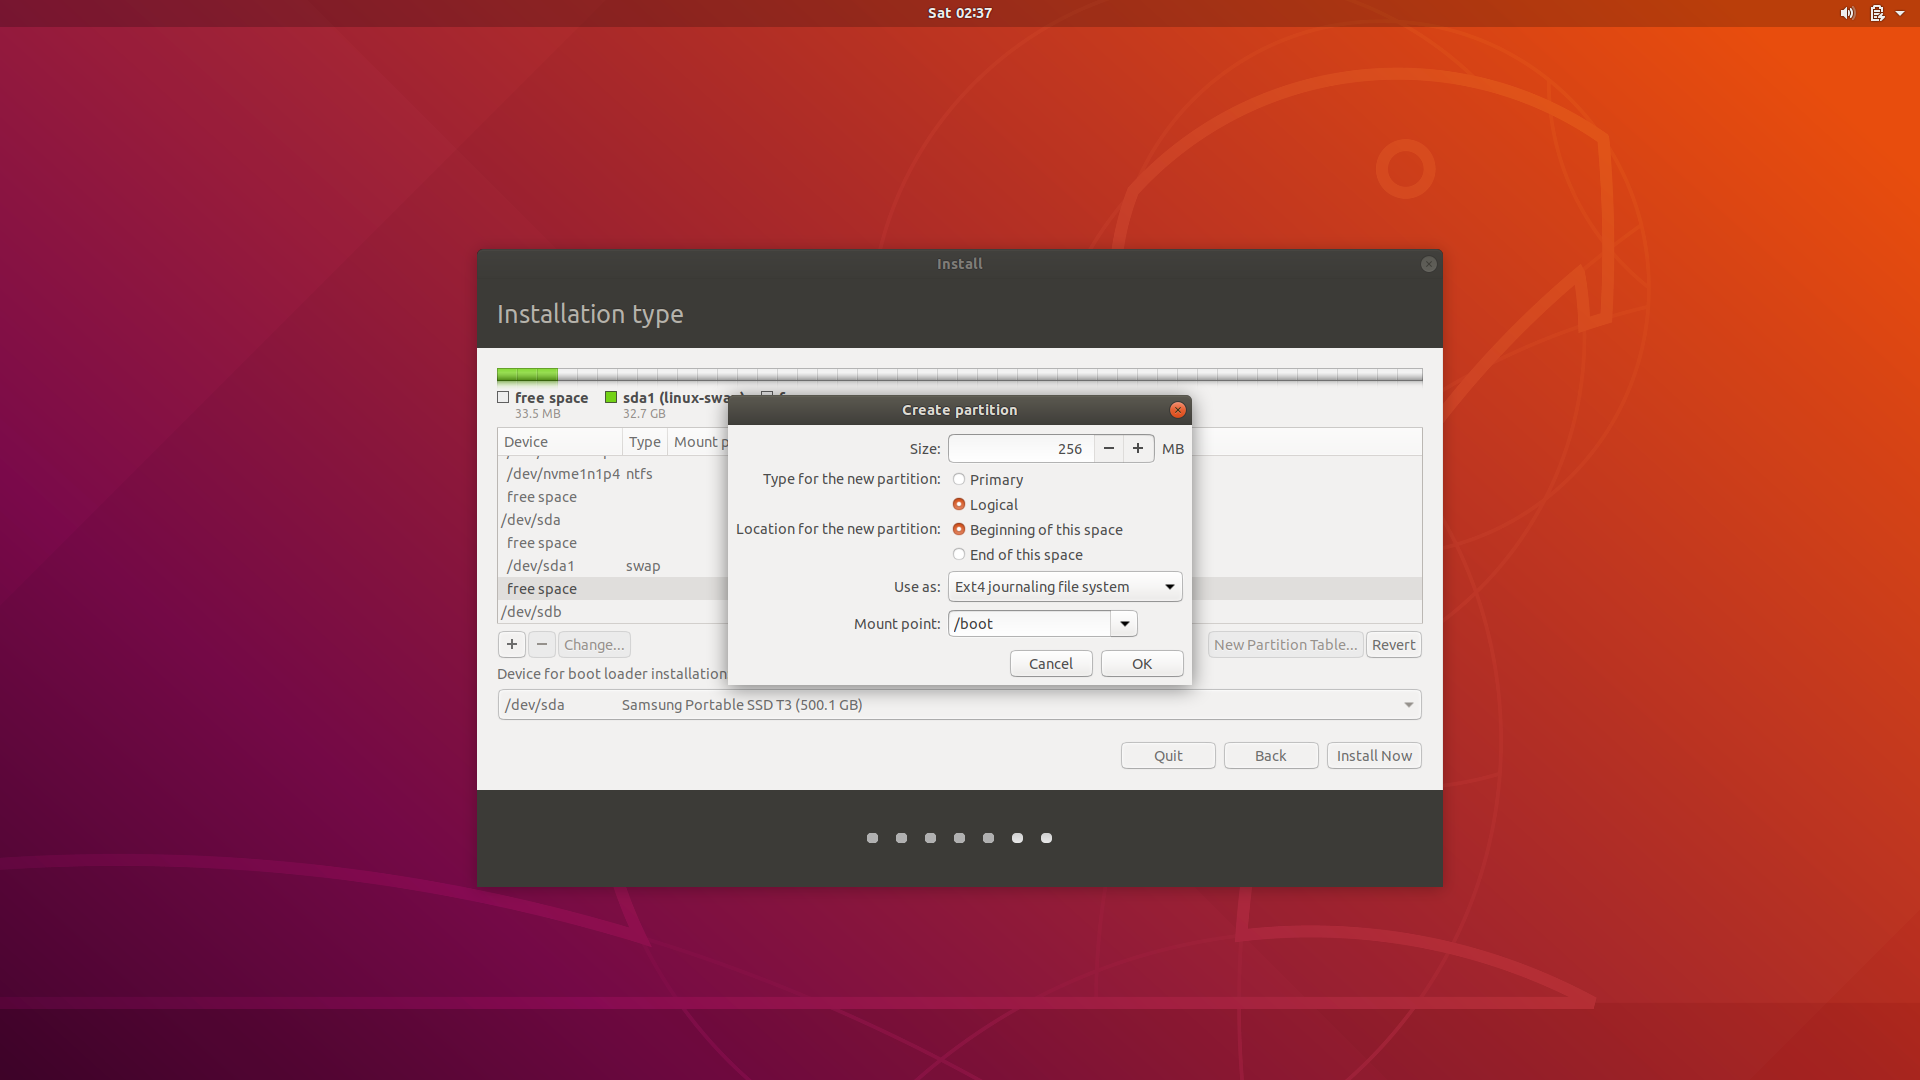 Sat 02:37
Install
Installation type
free space
33.5 MB
sda1 (linux-swap)
32.7 GB
Create partition
Size: 256 MB
Type for the new partition: Primary
Logical
Location for the new partition: Beginning of this space
End of this space
Use as: Ext4 journaling file system
Mount point: /boot
Cancel OK
Device Type Mount p
/dev/nvme1n1p4 ntfs
free space
/dev/sda
free space
/dev/sda1 swap
free space
/dev/sdb
+ − Change...
New Partition Table... Revert
Device for boot loader installation
/dev/sda Samsung Portable SSD T3 (500.1 GB)
Quit Back Install Now